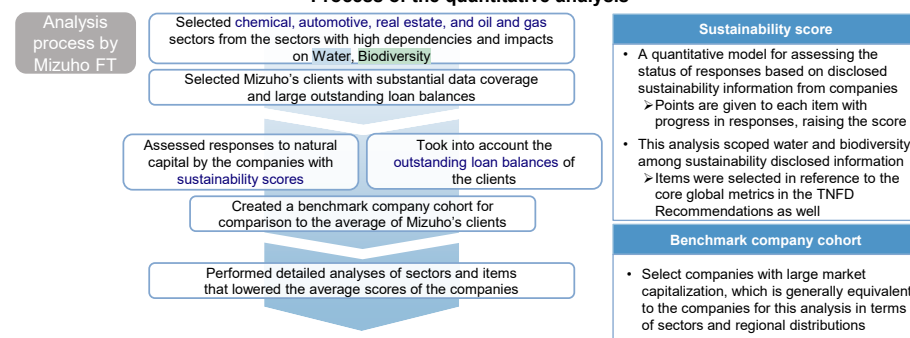 Process of the quantitative analysis
Analysis
process by
Mizuho FT
Selected chemical, automotive, real estate, and oil and gas
sectors from the sectors with high dependencies and impacts
on Water, Biodiversity
Selected Mizuho's clients with substantial data coverage
and large outstanding loan balances
Assessed responses to natural
capital by the companies with
sustainability scores
Took into account the
outstanding loan balances of
the clients
Created a benchmark company cohort for
comparison to the average of Mizuho's clients
Performed detailed analyses of sectors and items
that lowered the average scores of the companies
Sustainability score
• A quantitative model for assessing the
status of responses based on disclosed
sustainability information from companies
➢Points are given to each item with
progress in responses, raising the score
• This analysis scoped water and biodiversity
among sustainability disclosed information
➢Items were selected in reference to the
core global metrics in the TNFD
Recommendations as well
Benchmark company cohort
• Select companies with large market
capitalization, which is generally equivalent
to the companies for this analysis in terms
of sectors and regional distributions